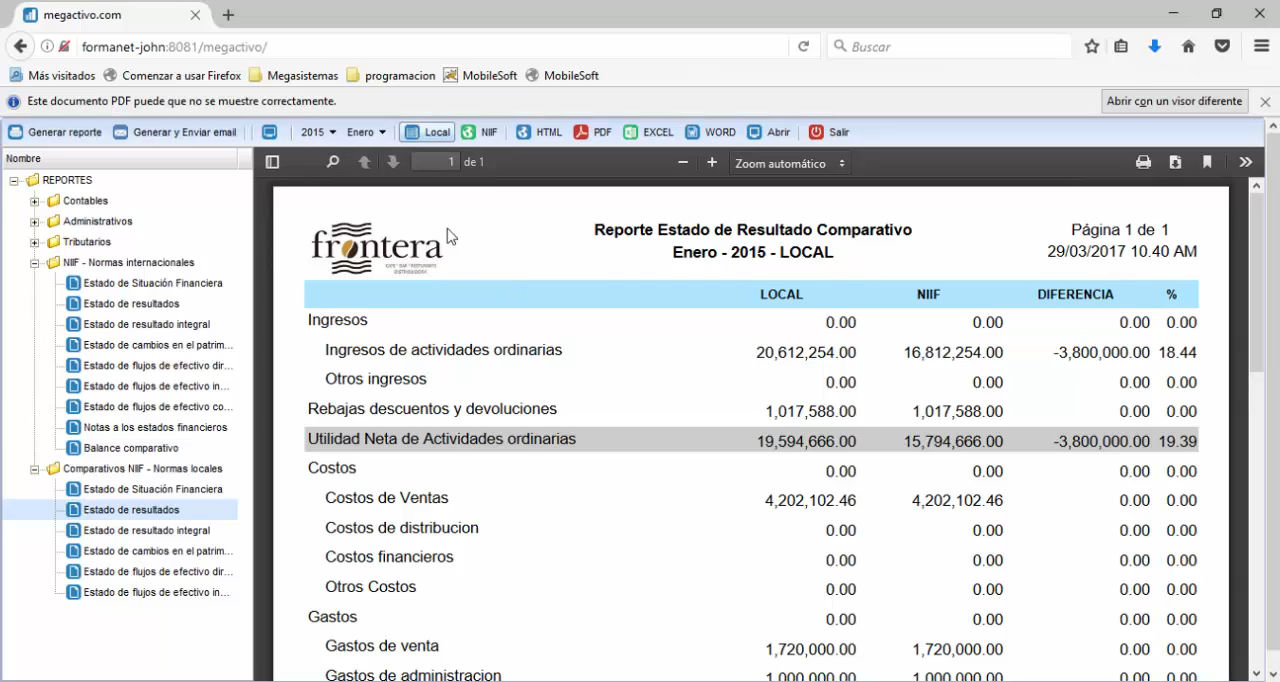 megactivo.com
formanet-john:8081/megactivo/
Buscar
Más visitados Comenzar a usar Firefox Megasistemas programacion MobileSoft MobileSoft
Este documento PDF puede que no se muestre correctamente.
Abrir con un visor diferente
Generar reporte Generar y Enviar email 2015 Enero Local NIIF HTML PDF EXCEL WORD Abrir Salir
Nombre
REPORTES
Contables
Administrativos
Tributarios
NIIF - Normas internacionales
Estado de Situación Financiera
Estado de resultados
Estado de resultado integral
Estado de cambios en el patrim...
Estado de flujos de efectivo dir...
Estado de flujos de efectivo in...
Estado de flujos de efectivo co...
Notas a los estados financieros
Balance comparativo
Comparativos NIIF - Normas locales
Estado de Situación Financiera
Estado de resultados
Estado de resultado integral
Estado de cambios en el patrim...
Estado de flujos de efectivo dir...
Estado de flujos de efectivo in...
1 de 1
Zoom automático
frontera
Reporte Estado de Resultado Comparativo
Enero - 2015 - LOCAL
Página 1 de 1
29/03/2017 10.40 AM
LOCAL NIIF DIFERENCIA %
Ingresos 0.00 0.00 0.00 0.00
Ingresos de actividades ordinarias 20,612,254.00 16,812,254.00 -3,800,000.00 18.44
Otros ingresos 0.00 0.00 0.00 0.00
Rebajas descuentos y devoluciones 1,017,588.00 1,017,588.00 0.00 0.00
Utilidad Neta de Actividades ordinarias 19,594,666.00 15,794,666.00 -3,800,000.00 19.39
Costos 0.00 0.00 0.00 0.00
Costos de Ventas 4,202,102.46 4,202,102.46 0.00 0.00
Costos de distribucion 0.00 0.00 0.00 0.00
Costos financieros 0.00 0.00 0.00 0.00
Otros Costos 0.00 0.00 0.00 0.00
Gastos 0.00 0.00 0.00 0.00
Gastos de venta 1,720,000.00 1,720,000.00 0.00 0.00
Gastos de administracion 1,000,000.00 1,000,000.00 0.00 0.00